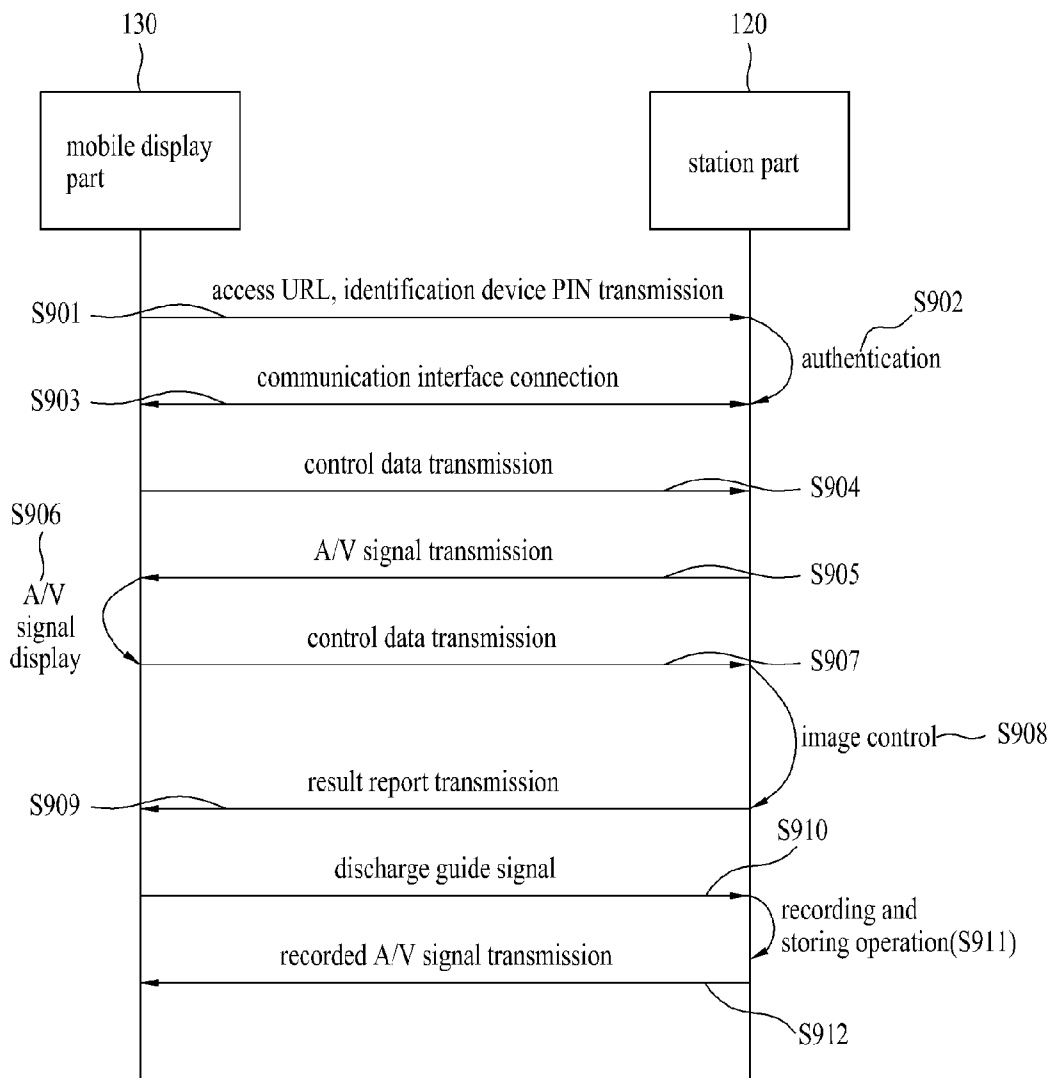 130
120
mobile display
part
station part
access URL, identification device PIN transmission
S901
S902
authentication
communication interface connection
S903
control data transmission
S904
S906
A/V signal transmission
S905
A/V
signal
display
control data transmission
S907
image control
S908
result report transmission
S909
S910
discharge guide signal
recording and
storing operation(S911)
recorded A/V signal transmission
S912